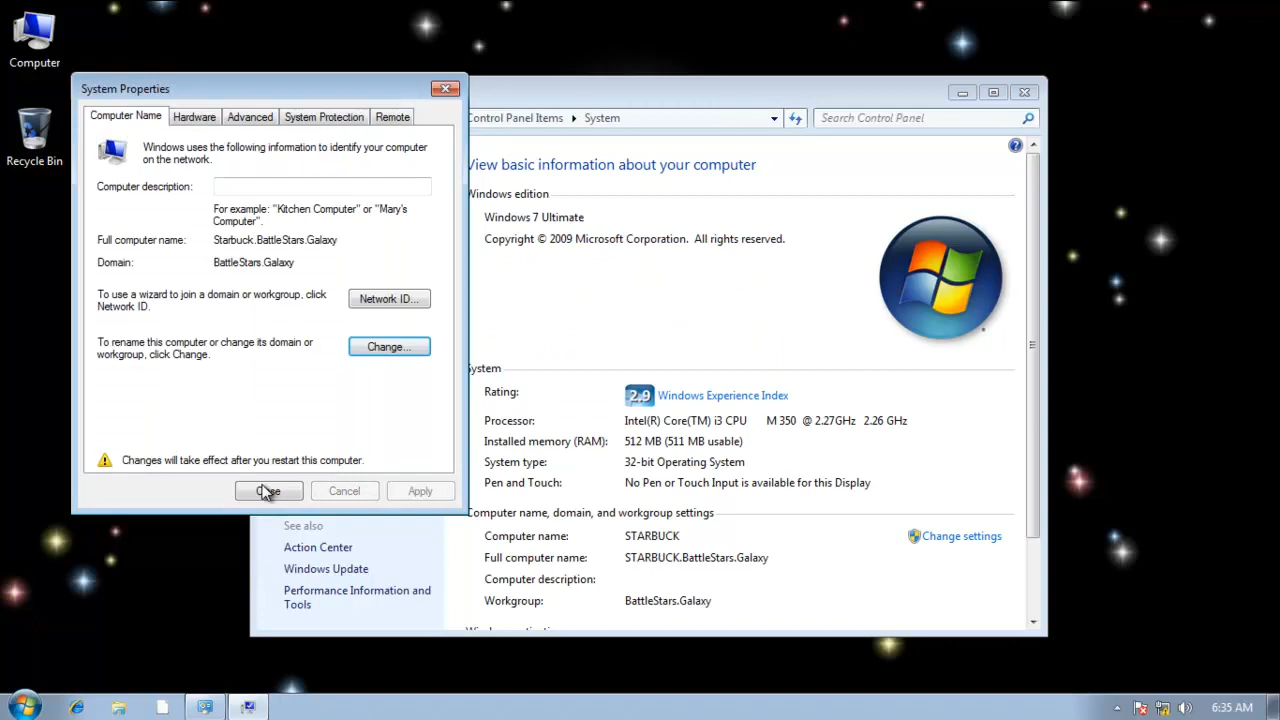 Computer
Recycle Bin
System Properties
Computer Name
Hardware
Advanced
System Protection
Remote
Windows uses the following information to identify your computer
on the network.
Computer description:
For example: "Kitchen Computer" or "Mary's
Computer".
Full computer name: Starbuck.BattleStars.Galaxy
Domain: BattleStars.Galaxy
To use a wizard to join a domain or workgroup, click
Network ID.
Network ID...
To rename this computer or change its domain or
workgroup, click Change.
Change...
Changes will take effect after you restart this computer.
Cancel
Apply
Control Panel Items
System
Search Control Panel
View basic information about your computer
Windows edition
Windows 7 Ultimate
Copyright © 2009 Microsoft Corporation. All rights reserved.
System
Rating: 2.9 Windows Experience Index
Processor: Intel(R) Core(TM) i3 CPU M 350 @ 2.27GHz 2.26 GHz
Installed memory (RAM): 512 MB (511 MB usable)
System type: 32-bit Operating System
Pen and Touch: No Pen or Touch Input is available for this Display
Computer name, domain, and workgroup settings
Computer name: STARBUCK
Change settings
Full computer name: STARBUCK.BattleStars.Galaxy
Computer description:
Workgroup: BattleStars.Galaxy
See also
Action Center
Windows Update
Performance Information and
Tools
6:35 AM